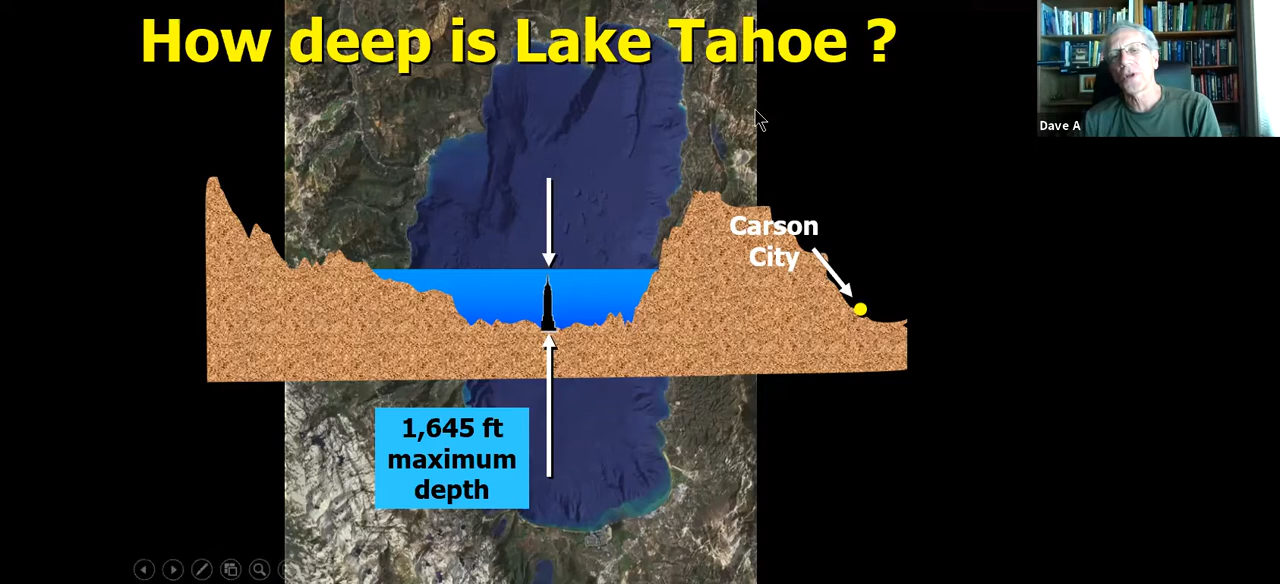 How deep is Lake Tahoe ?
Dave A
Carson
City
1,645 ft
maximum
depth